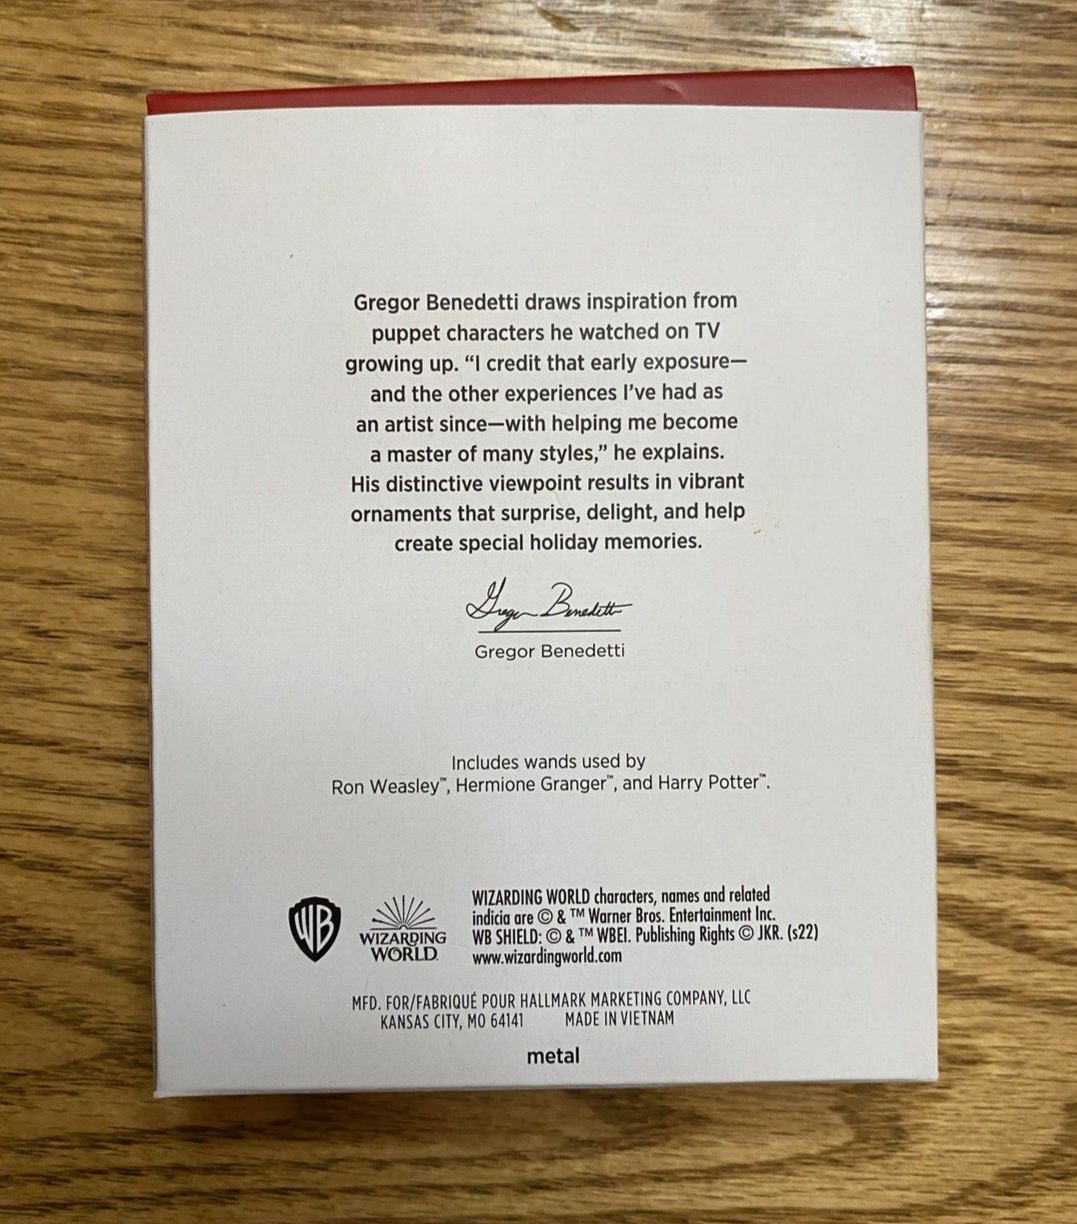 Gregor Benedetti draws inspiration from
puppet characters he watched on TV
growing up. “I credit that early exposure—
and the other experiences I’ve had as
an artist since—with helping me become
a master of many styles,” he explains.
His distinctive viewpoint results in vibrant
ornaments that surprise, delight, and help
create special holiday memories.
Gregor Benedetti
Gregor Benedetti
Includes wands used by
Ron Weasley™, Hermione Granger™, and Harry Potter™.
WB
WIZARDING
WORLD
WIZARDING WORLD characters, names and related
indicia are © & ™ Warner Bros. Entertainment Inc.
WB SHIELD: © & ™ WBEI. Publishing Rights © JKR. (s22)
www.wizardingworld.com
MFD. FOR/FABRIQUÉ POUR HALLMARK MARKETING COMPANY, LLC
KANSAS CITY, MO 64141 MADE IN VIETNAM
metal